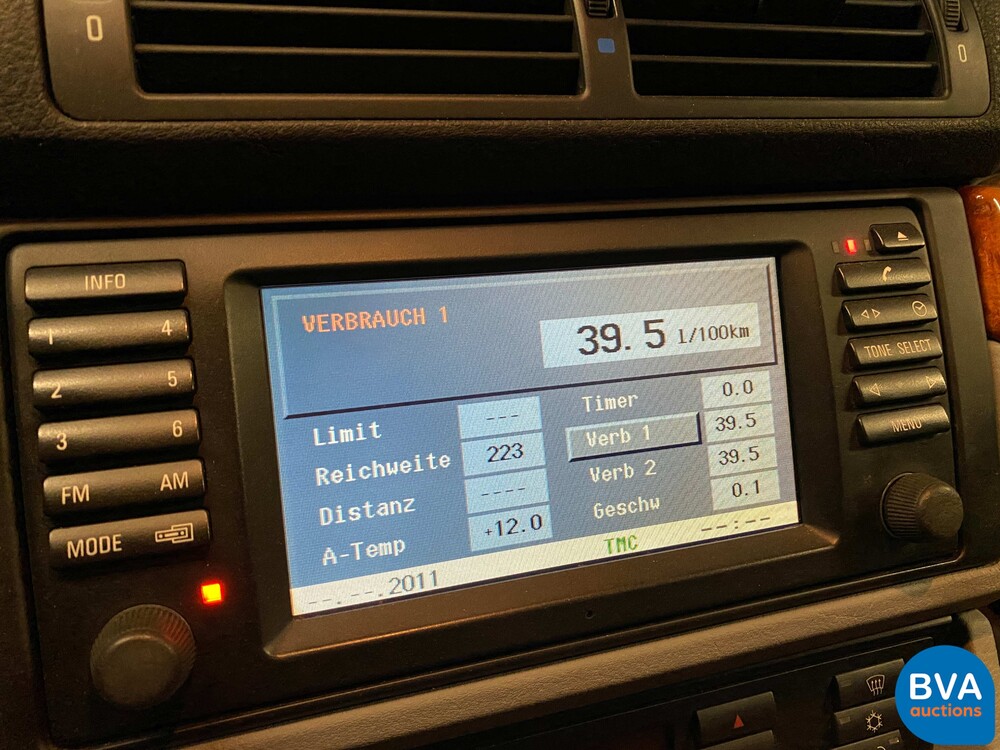 0
0
INFO
1 4
2 5
3 6
FM AM
MODE
VERBRAUCH 1
39.5 l/100km
Limit ---
Reichweite 223
Distanz ----
A-Temp +12.0
Timer 0.0
Verb 1 39.5
Verb 2 39.5
Geschw 0.1
--.--.2011 TMC --:--
TONE SELECT
MENU
BVA
auctions